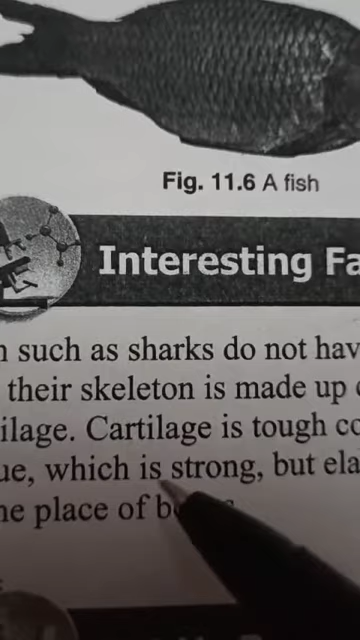 Fig. 11.6 A fish
Interesting Fa
such as sharks do not hav
their skeleton is made up
ilage. Cartilage is tough co
ue, which is strong, but ela
he place of